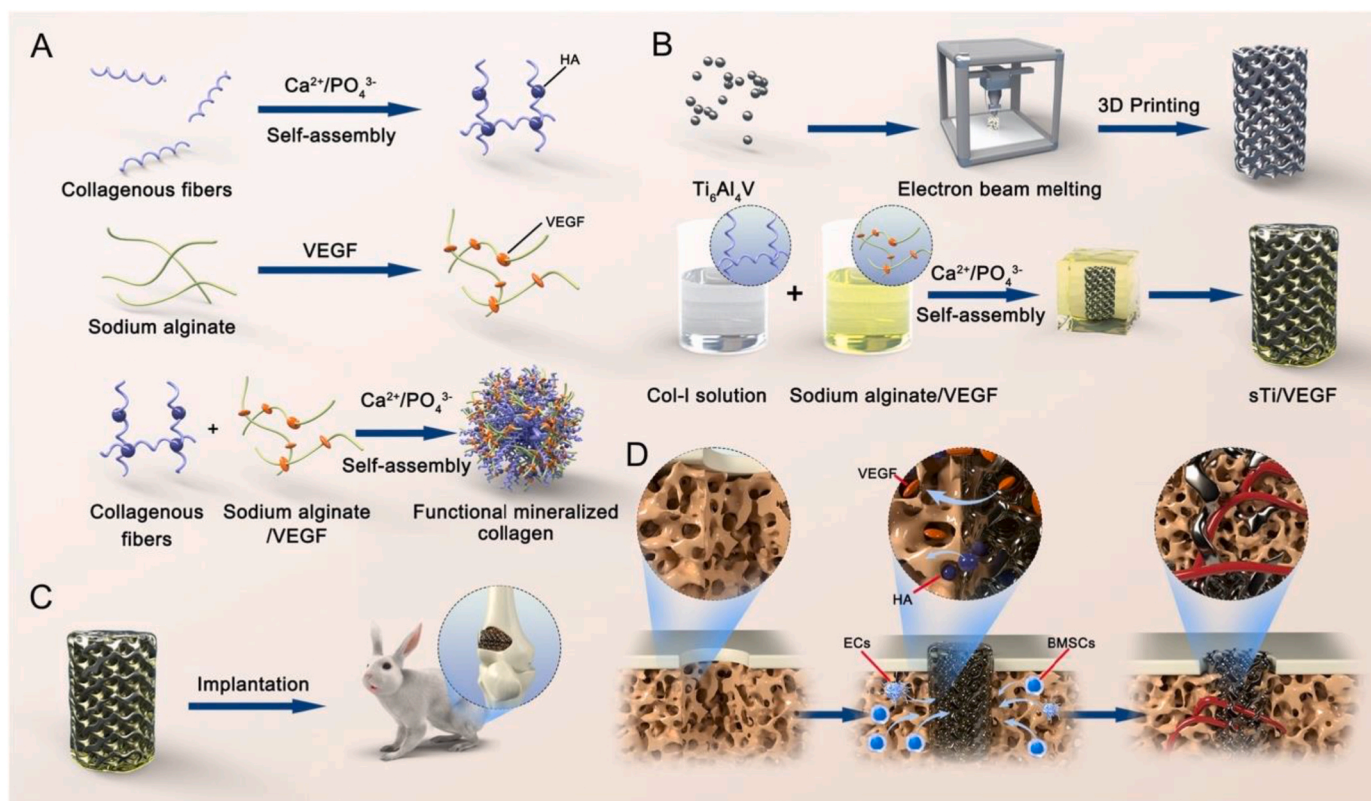 A
Ca²⁺/PO₄³⁻
Self-assembly
HA
Collagenous fibers
VEGF
VEGF
Sodium alginate
+
Ca²⁺/PO₄³⁻
Self-assembly
Collagenous
fibers
Sodium alginate
/VEGF
Functional mineralized
collagen
B
3D Printing
Ti₆Al₄V
Electron beam melting
+
Ca²⁺/PO₄³⁻
Self-assembly
Col-I solution
Sodium alginate/VEGF
sTi/VEGF
C
Implantation
D
VEGF
HA
ECs
BMSCs